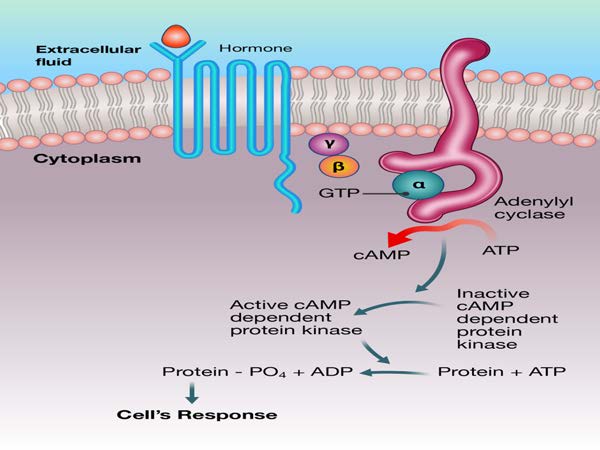 Extracellular
fluid
Hormone
Cytoplasm
γ
β
GTP
α
Adenylyl
cyclase
cAMP
ATP
Active cAMP
dependent
protein kinase
Inactive
cAMP
dependent
protein
kinase
Protein - PO₄ + ADP
Protein + ATP
Cell's Response